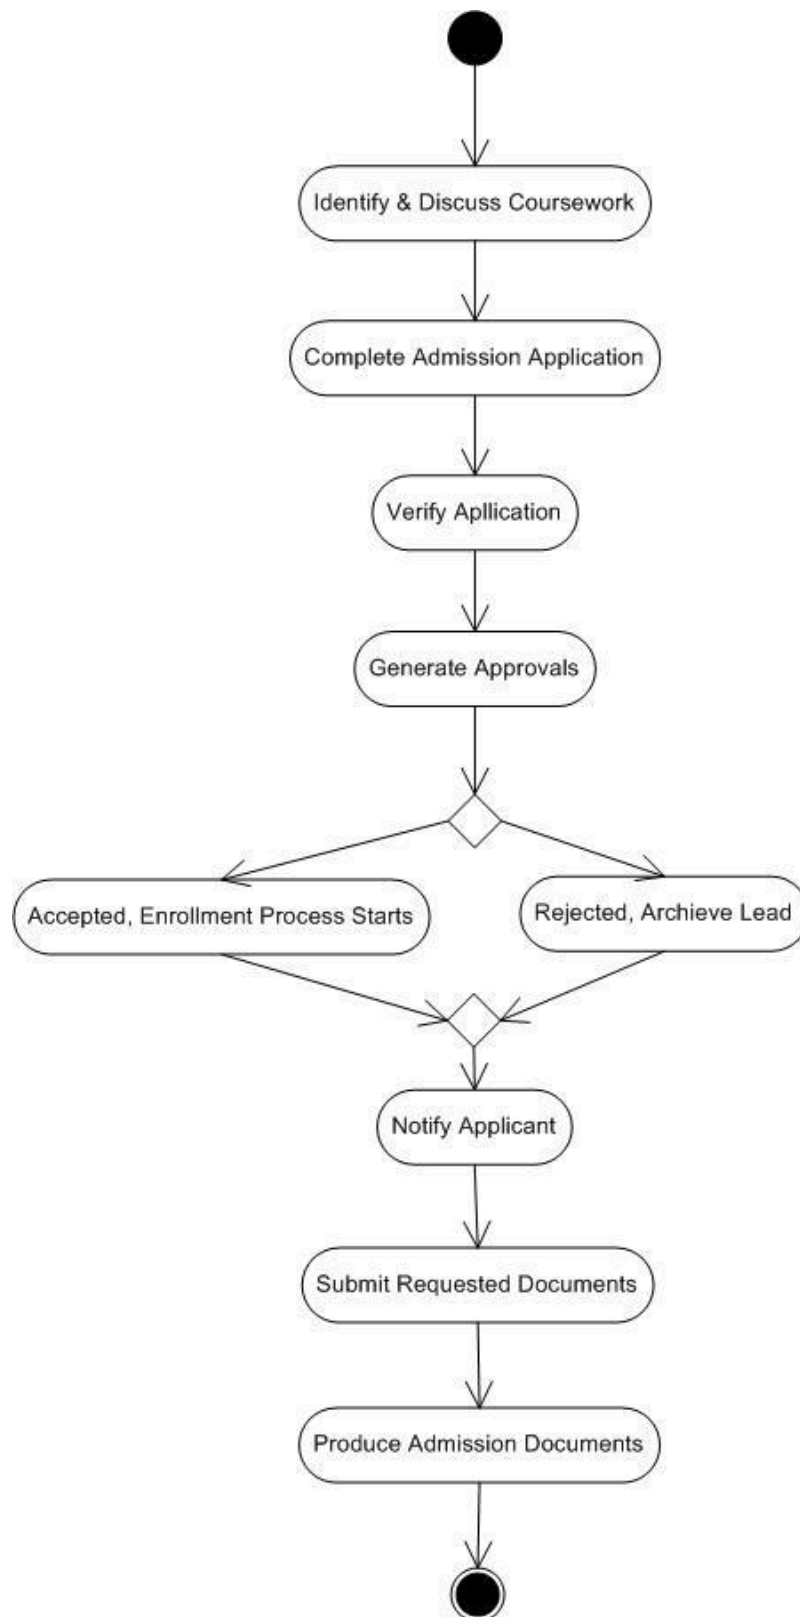 Identify & Discuss Coursework
Complete Admission Application
Verify Apllication
Generate Approvals
Accepted, Enrollment Process Starts
Rejected, Archieve Lead
Notify Applicant
Submit Requested Documents
Produce Admission Documents